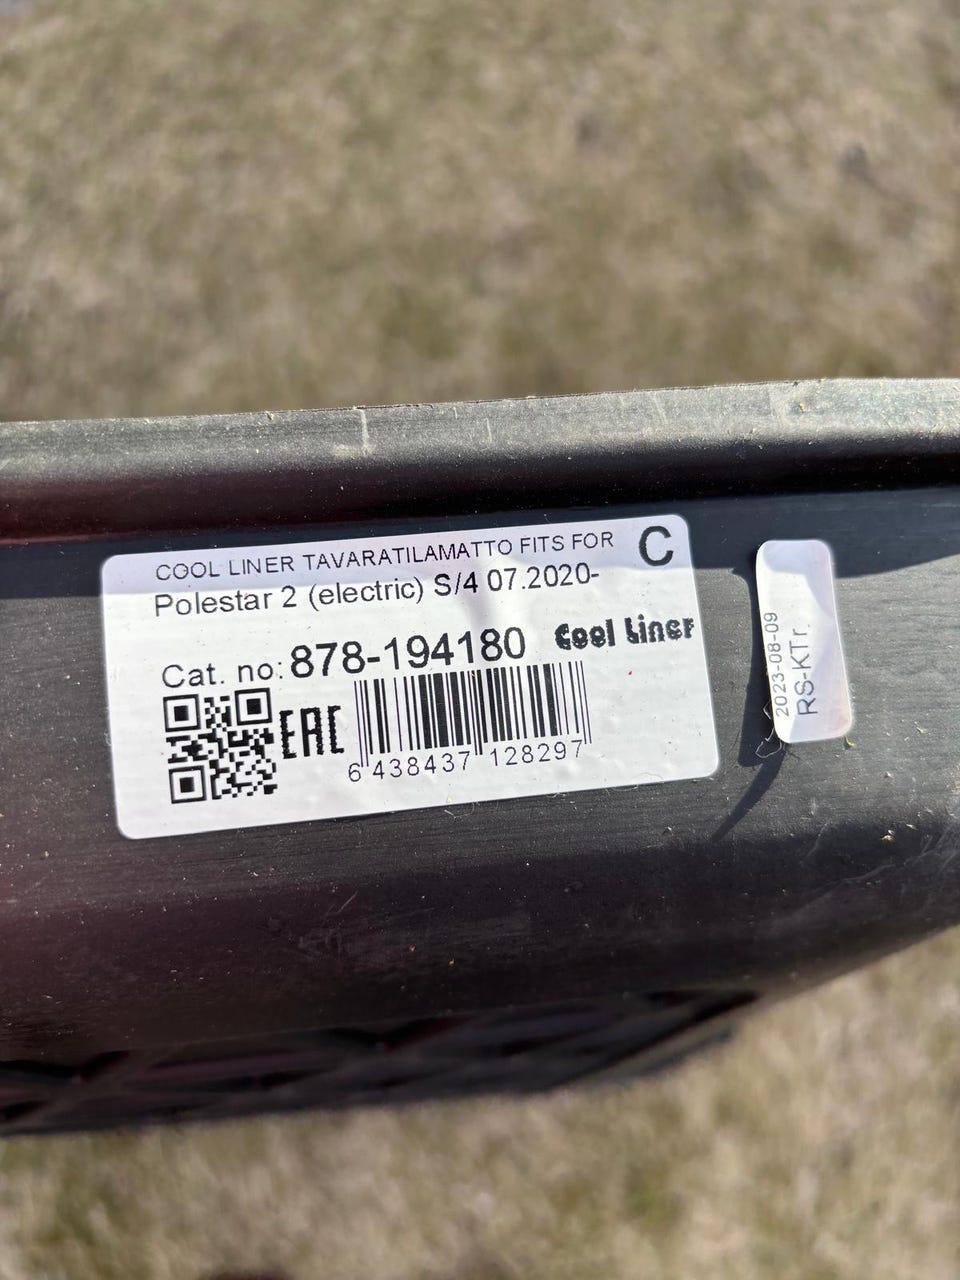 COOL LINER TAVARATILAMATTO FITS FOR
C
Polestar 2 (electric) S/4 07.2020-
Cat. no: 878-194180
Cool Liner
EAC
6 438437 128297
2023-08-09
RS-KTr.